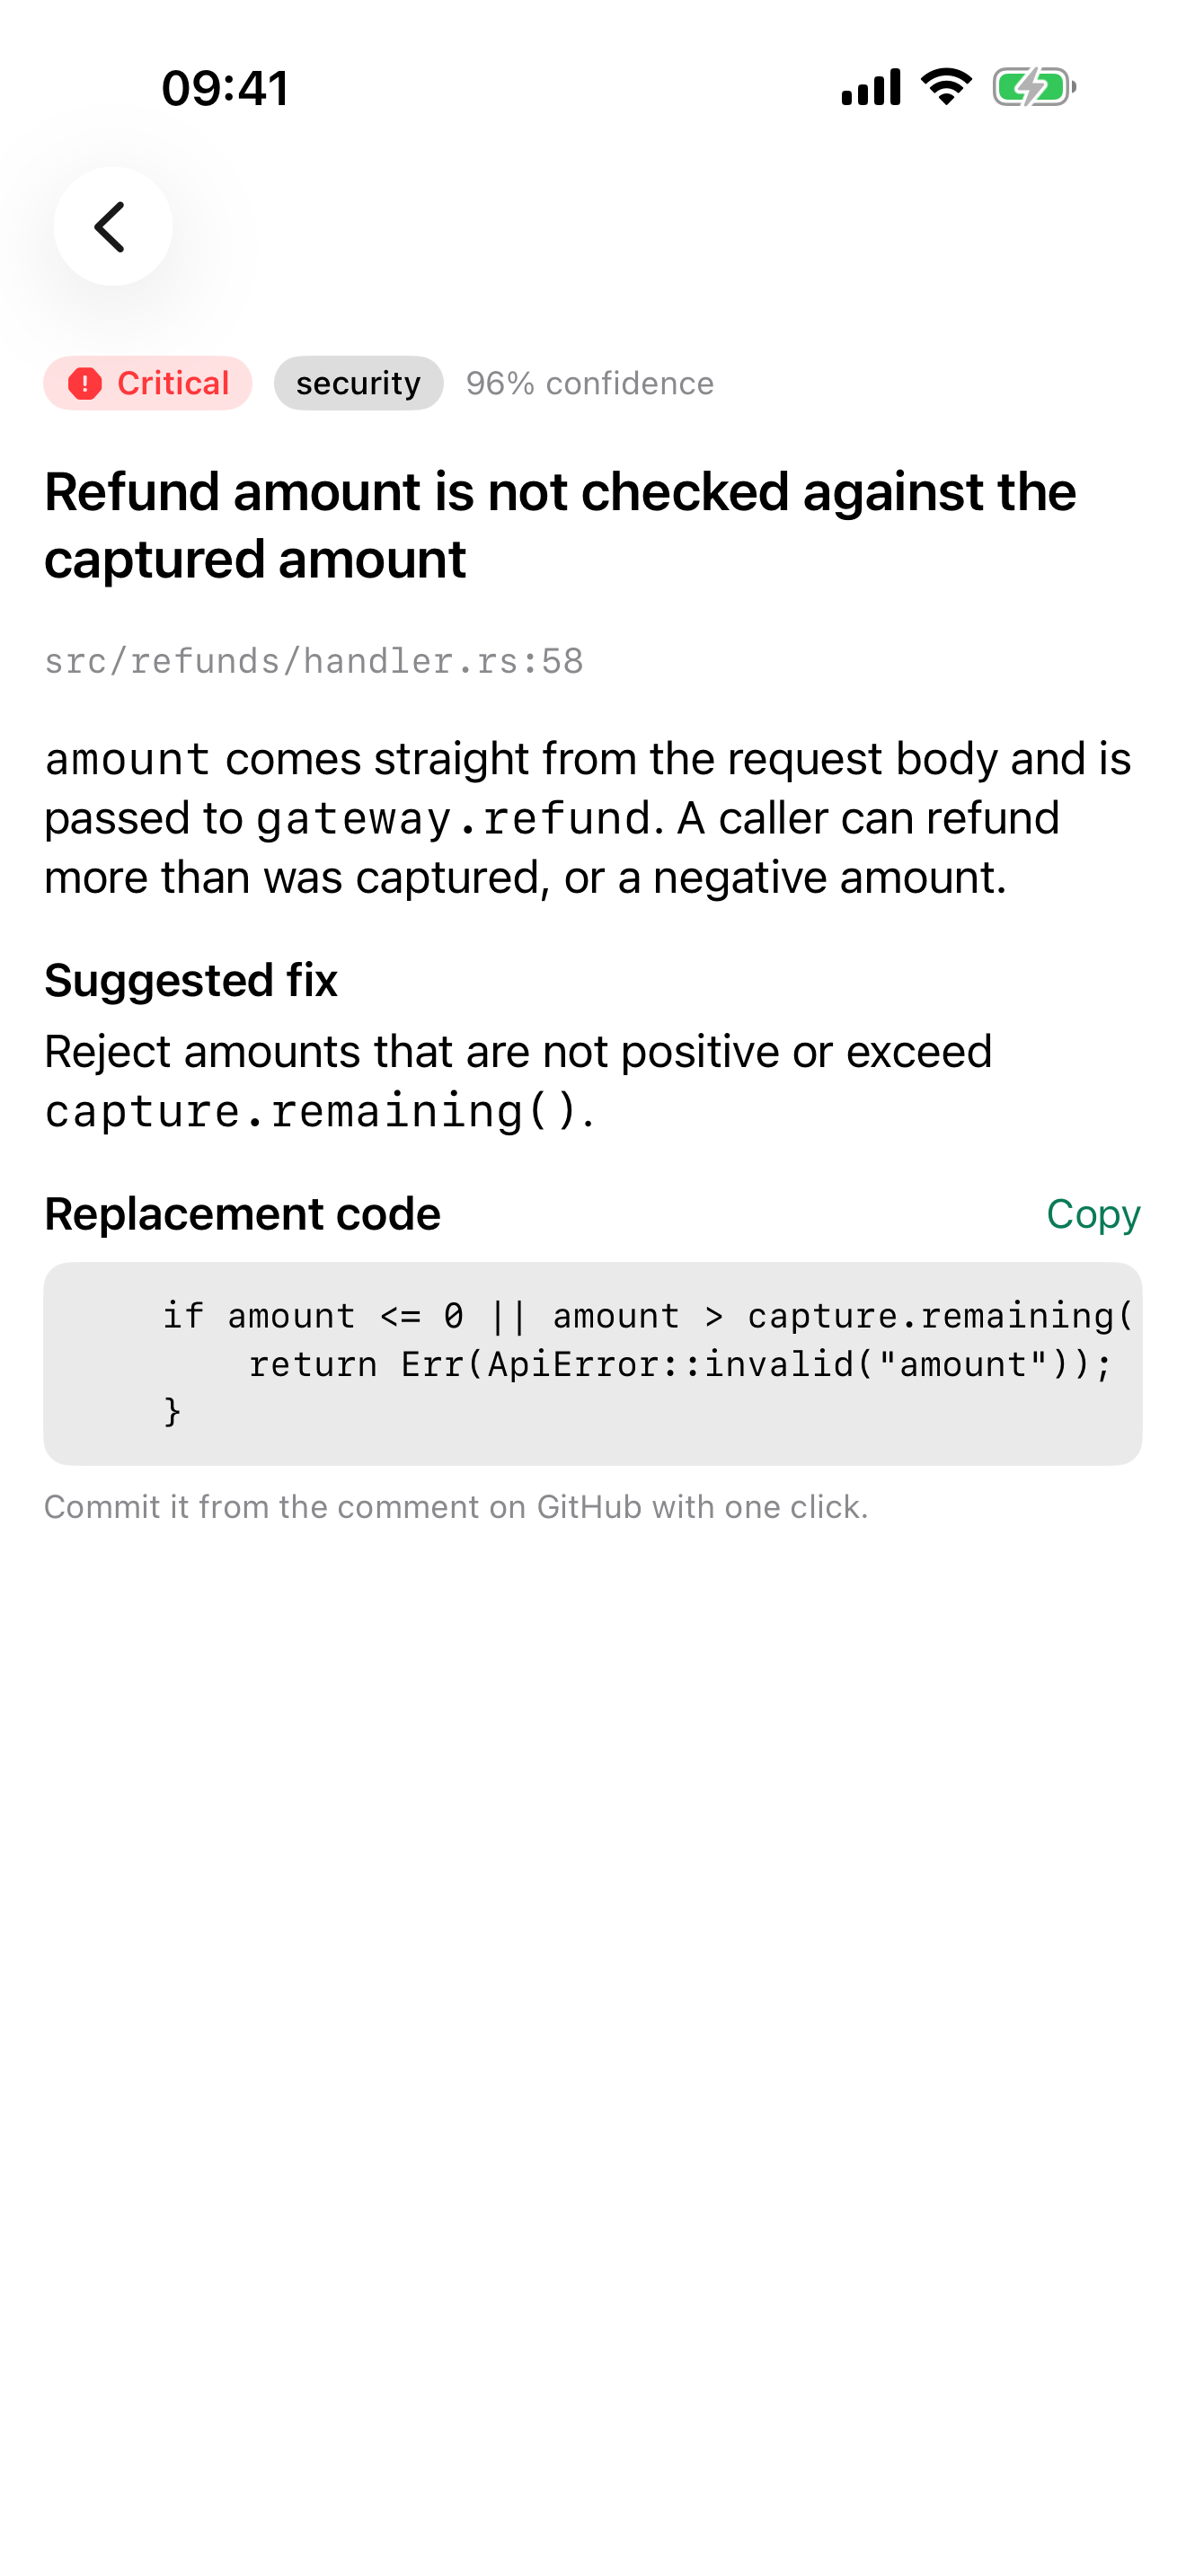 09:41
Critical security 96% confidence
Refund amount is not checked against the
captured amount
src/refunds/handler.rs:58
amount comes straight from the request body and is
passed to gateway.refund. A caller can refund
more than was captured, or a negative amount.
Suggested fix
Reject amounts that are not positive or exceed
capture.remaining().
Replacement code Copy
if amount <= 0 || amount > capture.remaining(
return Err(ApiError::invalid("amount"));
}
Commit it from the comment on GitHub with one click.